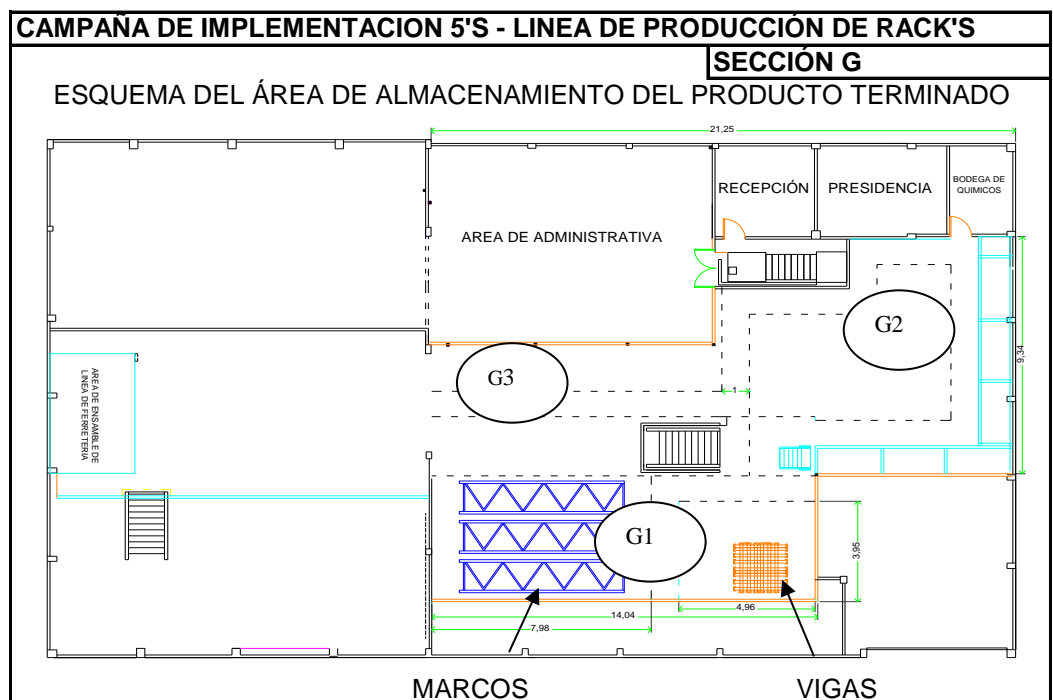 CAMPAÑA DE IMPLEMENTACION 5'S - LINEA DE PRODUCCIÓN DE RACK'S
SECCIÓN G
ESQUEMA DEL ÁREA DE ALMACENAMIENTO DEL PRODUCTO TERMINADO
21,25
RECEPCIÓN
PRESIDENCIA
BODEGA DE
QUIMICOS
AREA DE ADMINISTRATIVA
G2
9,34
G3
1
AREA DE ENSAMBLE DE
LINEA DE FERRETERIA
G1
3,95
4,96
14,04
7,98
MARCOS
VIGAS